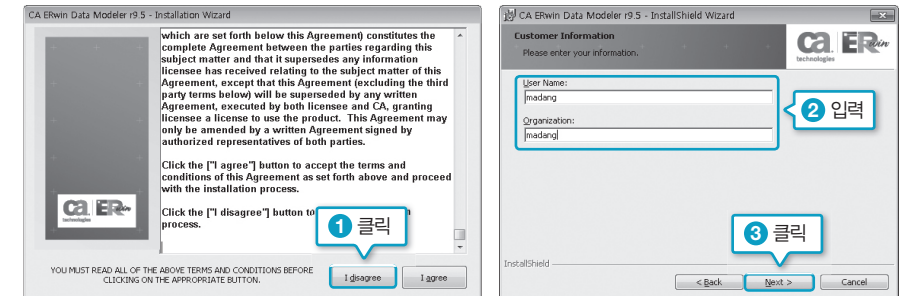 CA ERwin Data Modeler r9.5 - Installation Wizard
which are set forth below this Agreement) constitutes the
complete Agreement between the parties regarding this
subject matter and that it supersedes any information
licensee has received relating to the subject matter of this
Agreement, except that this Agreement (excluding the third
party terms below) will be superseded by any written
Agreement, executed by both licensee and CA, granting
licensee a license to use the product. This Agreement may
only be amended by a written Agreement signed by
authorized representatives of both parties.
Click the ["I agree"] button to accept the terms and
conditions of this Agreement as set forth above and proceed
with the installation process.
Click the ["I disagree"] button to
process.
ca ERwin
technologies
1 클릭
YOU MUST READ ALL OF THE ABOVE TERMS AND CONDITIONS BEFORE
CLICKING ON THE APPROPRIATE BUTTON.
I disagree
I agree
CA ERwin Data Modeler r9.5 - InstallShield Wizard
Customer Information
Please enter your information.
ca ERwin
technologies
User Name:
madang
Organization:
madang
2 입력
3 클릭
InstallShield
< Back
Next >
Cancel